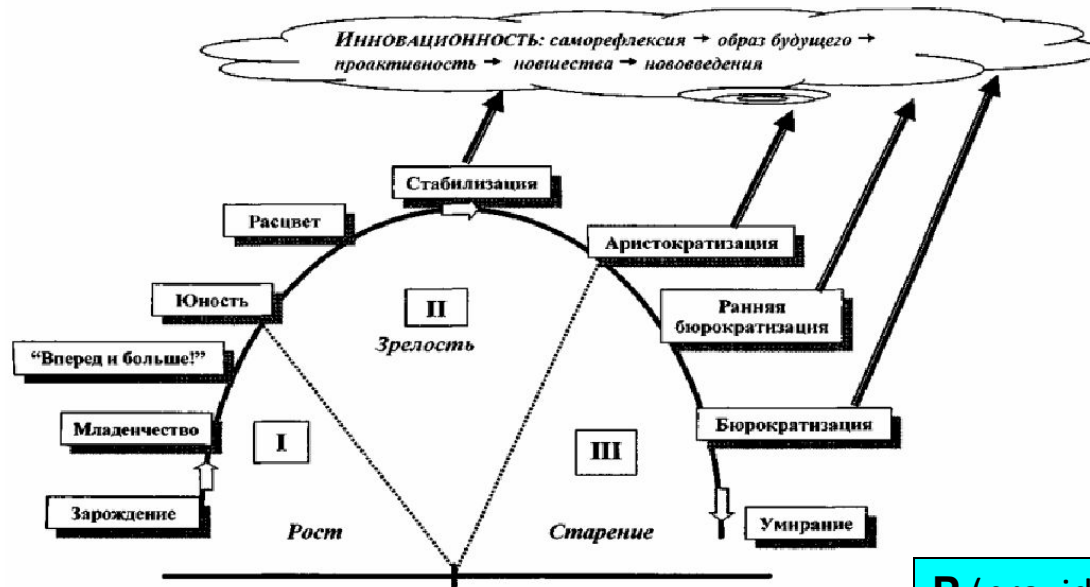 ИННОВАЦИОННОСТЬ: саморефлексия → образ будущего →
проактивность → новшества → нововведения
Стабилизация
Расцвет
Аристократизация
Юность
II
Зрелость
Ранняя
бюрократизация
“Вперед и больше!”
Младенчество
I
III
Бюрократизация
Зарождение
Рост
Старение
Умирание
P